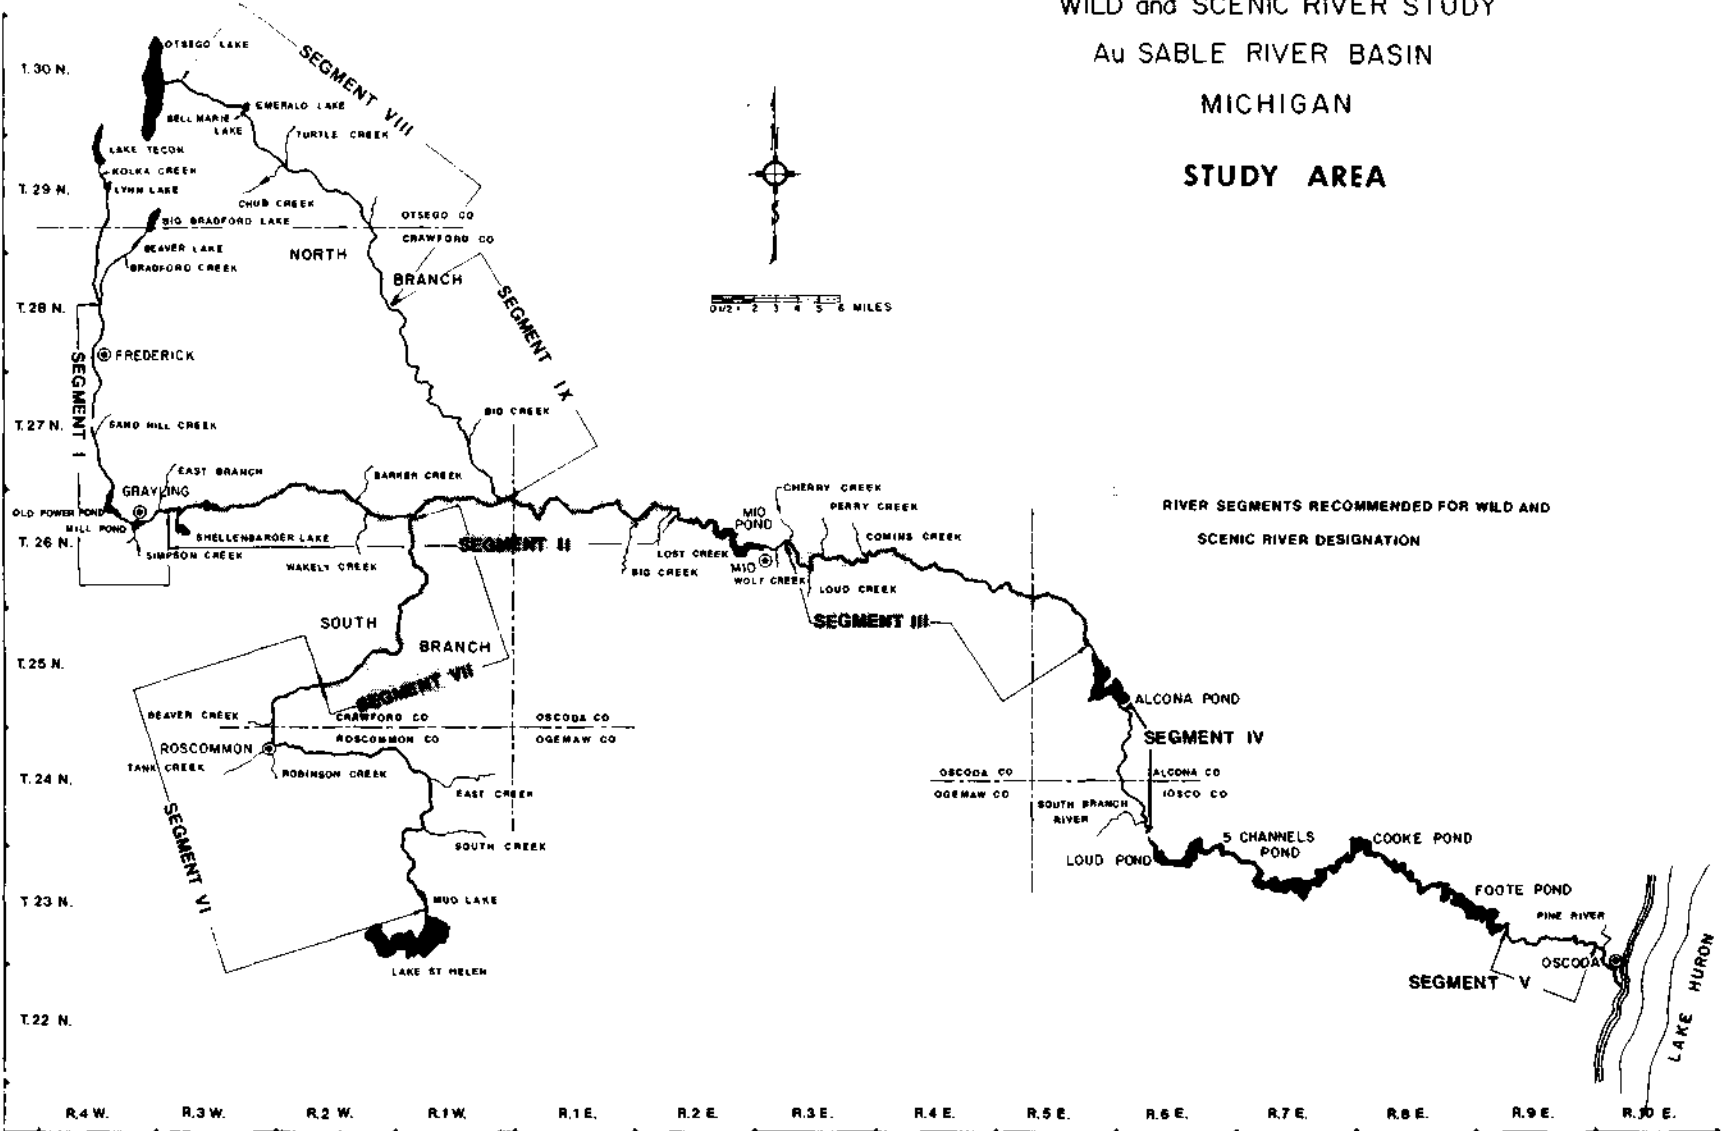 WILD and SCENIC RIVER STUDY
Au SABLE RIVER BASIN
MICHIGAN
STUDY AREA
T.30 N.
OTSEGO LAKE
SEGMENT VIII
EMERALD LAKE
BELL MARIE
LAKE
TURTLE CREEK
LAKE TECON
KOLKA CREEK
T.29 N.
LYNN LAKE
CHUB CREEK
BIG BRADFORD LAKE
OTSEGO CO
CRAWFORD CO
BEAVER LAKE
BRADFORD CREEK
NORTH
BRANCH
T.28 N.
SEGMENT IX
0 1/2 1 2 3 4 5 6 MILES
SEGMENT I
FREDERICK
T.27 N.
SAND HILL CREEK
BIG CREEK
EAST BRANCH
BARKER CREEK
GRAYLING
OLD POWER POND
MILL POND
T.26 N.
SIMPSON CREEK
SHELLENBARGER LAKE
WAKELY CREEK
SEGMENT II
BIG CREEK
LOST CREEK
MIO
POND
MIO
CHERRY CREEK
PERRY CREEK
COMINS CREEK
WOLF CREEK
LOUD CREEK
SEGMENT III
RIVER SEGMENTS RECOMMENDED FOR WILD AND
SCENIC RIVER DESIGNATION
SOUTH
BRANCH
T.25 N.
SEGMENT VII
BEAVER CREEK
CRAWFORD CO
ROSCOMMON CO
OSCODA CO
OGEMAW CO
ROSCOMMON
TANK CREEK
ROBINSON CREEK
T.24 N.
EAST CREEK
SOUTH CREEK
SEGMENT VI
T.23 N.
MUD LAKE
LAKE ST HELEN
T.22 N.
ALCONA POND
SEGMENT IV
OSCODA CO
OGEMAW CO
ALCONA CO
IOSCO CO
SOUTH BRANCH
RIVER
LOUD POND
5 CHANNELS
POND
COOKE POND
FOOTE POND
PINE RIVER
OSCODA
SEGMENT V
LAKE HURON
R.4 W.
R.3 W.
R.2 W.
R.1 W.
R.1 E.
R.2 E.
R.3 E.
R.4 E.
R.5 E.
R.6 E.
R.7 E.
R.8 E.
R.9 E.
R.10 E.